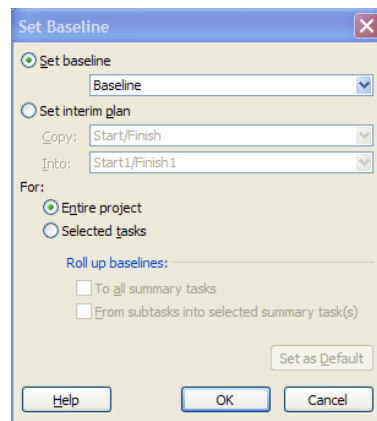 Set Baseline
Set baseline
Baseline
Set interim plan
Copy: Start/Finish
Into: Start1/Finish1
For:
Entire project
Selected tasks
Roll up baselines:
To all summary tasks
From subtasks into selected summary task(s)
Set as Default
Help OK Cancel